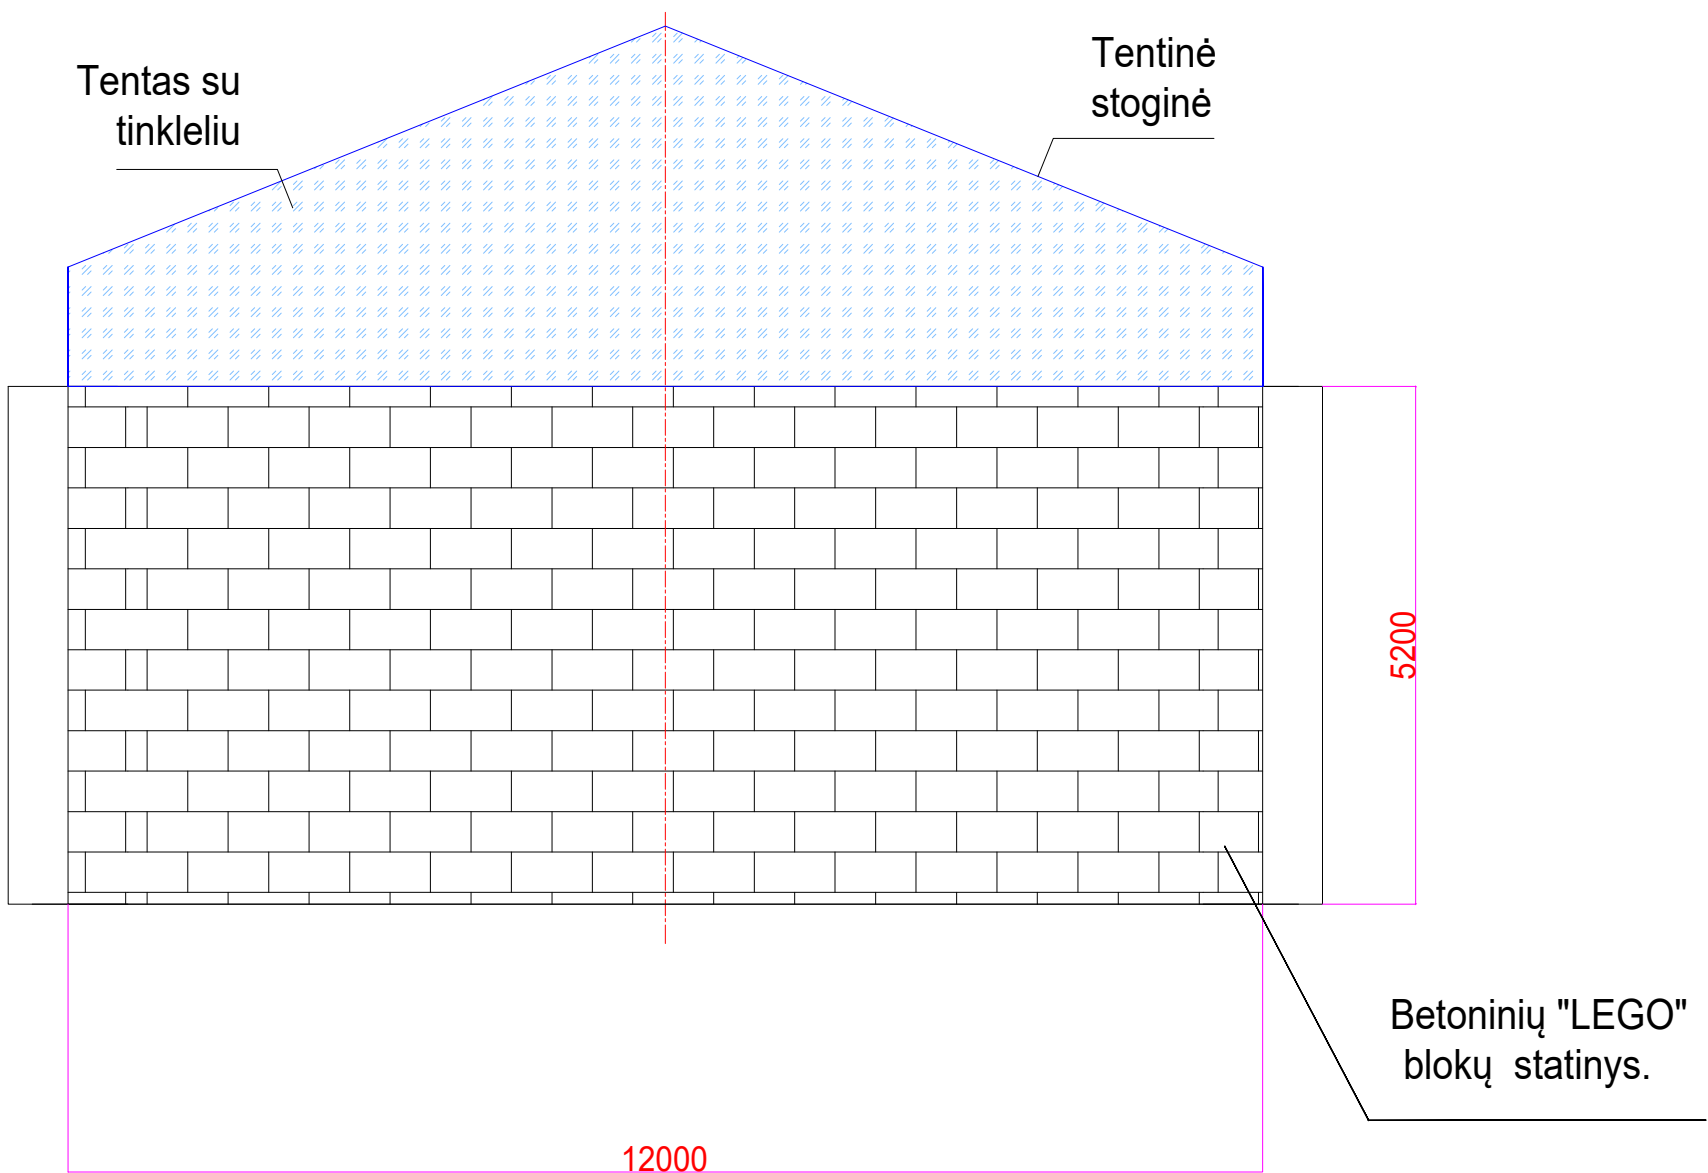 Tentas su
tinkleliu
Tentinė
stoginė
5200
Betoninių "LEGO"
blokų statinys.
12000